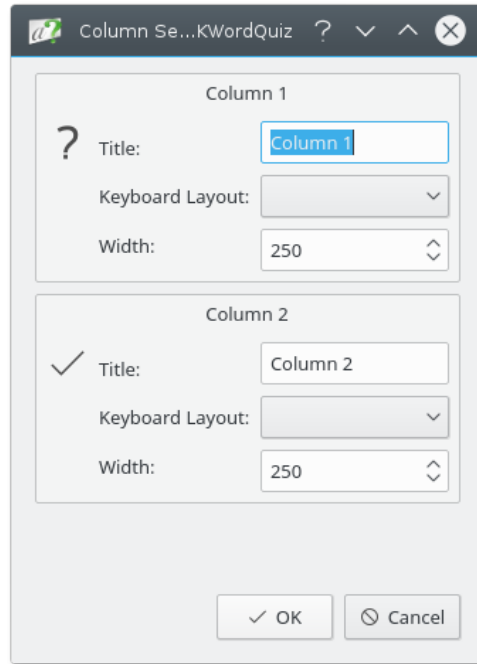 Column Se...KWordQuiz
Column 1
Title: Column 1
Keyboard Layout:
Width: 250
Column 2
Title: Column 2
Keyboard Layout:
Width: 250
OK Cancel